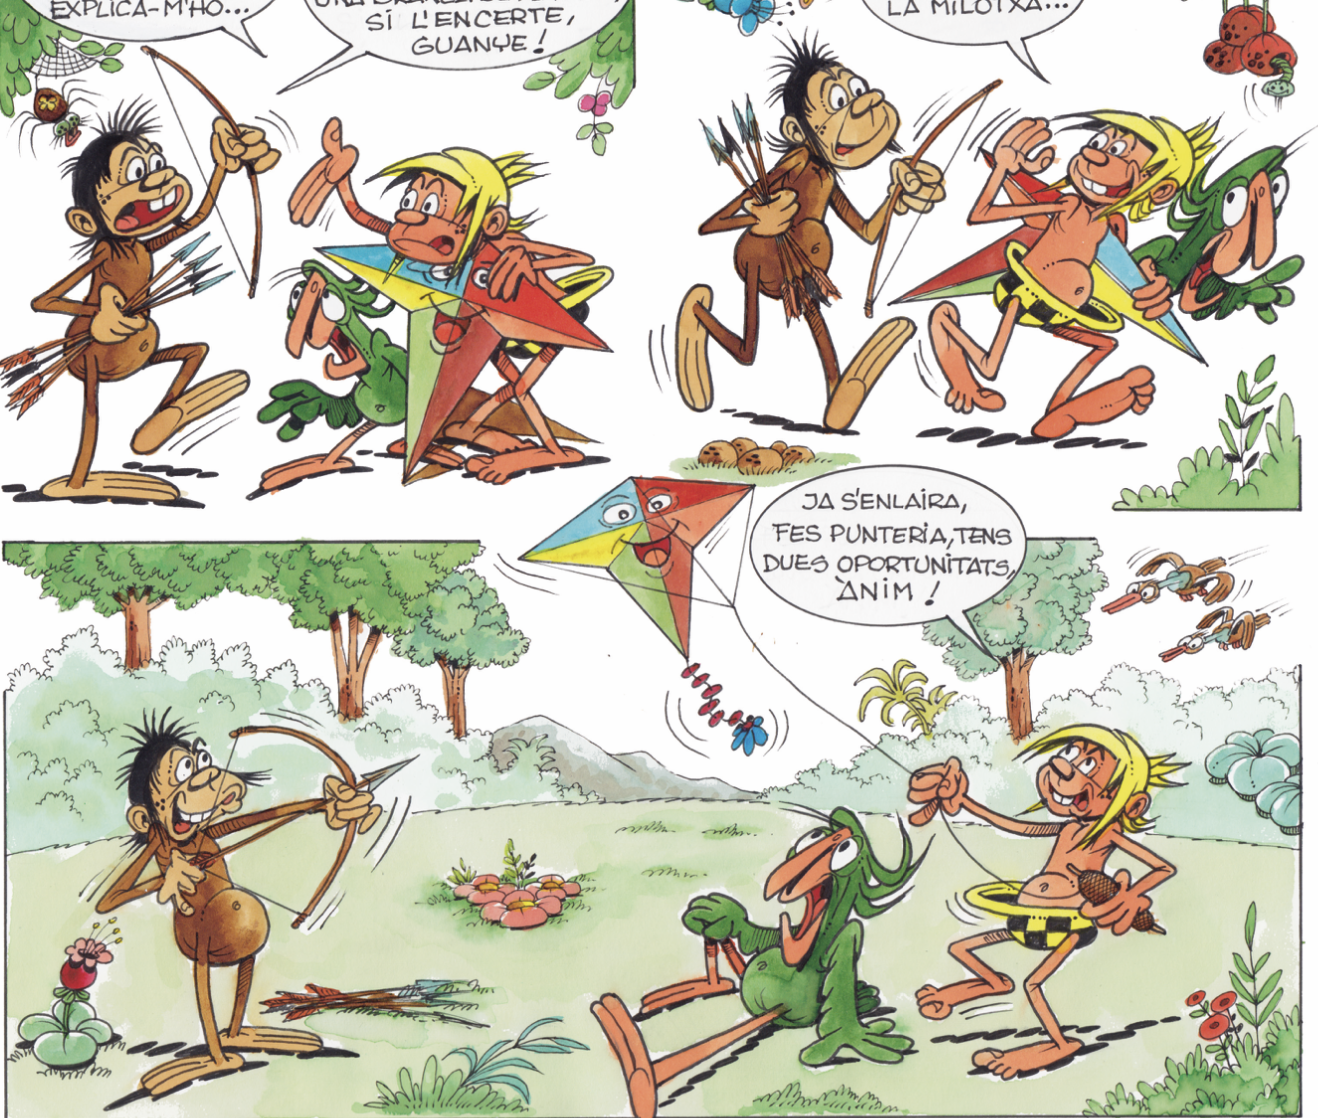 EXPLICA-M'HO...
SI L'ENCERTE,
GUANYE!
LA MILOTXA...
JA S'ENLAIRA,
FES PUNTERIA, TENS
DUES OPORTUNITATS,
ÀNIM!